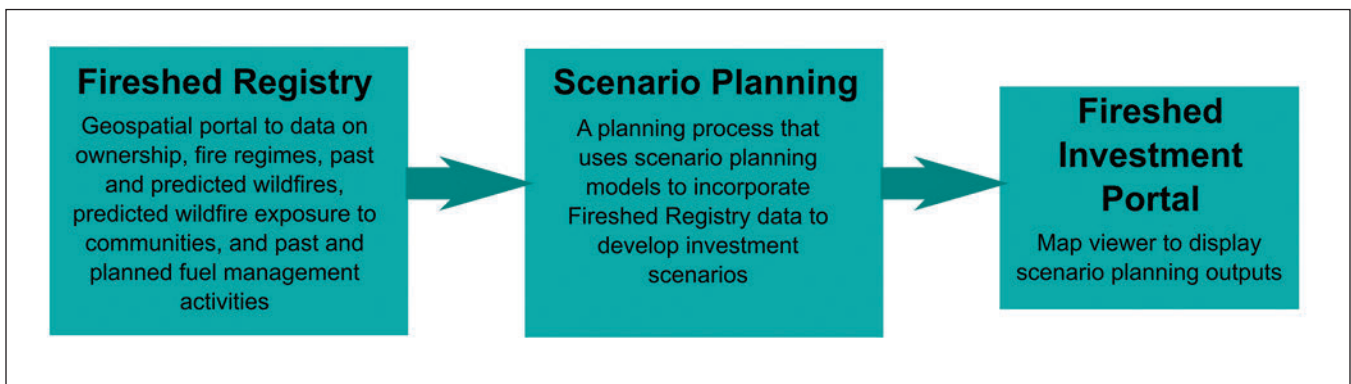 Fireshed Registry
Geospatial portal to data on
ownership, fire regimes, past
and predicted wildfires,
predicted wildfire exposure to
communities, and past and
planned fuel management
activities
Scenario Planning
A planning process that
uses scenario planning
models to incorporate
Fireshed Registry data to
develop investment
scenarios
Fireshed
Investment
Portal
Map viewer to display
scenario planning outputs